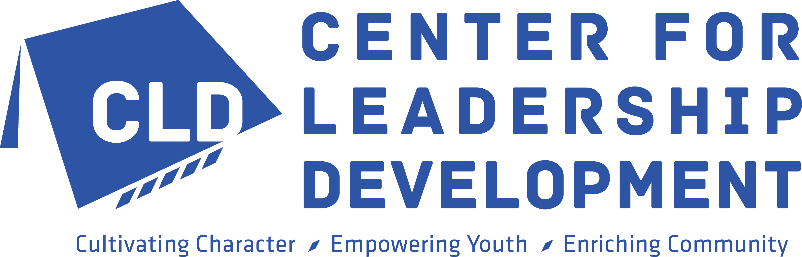 CLD
CENTER FOR
LEADERSHIP
DEVELOPMENT
Cultivating Character Empowering Youth Enriching Community